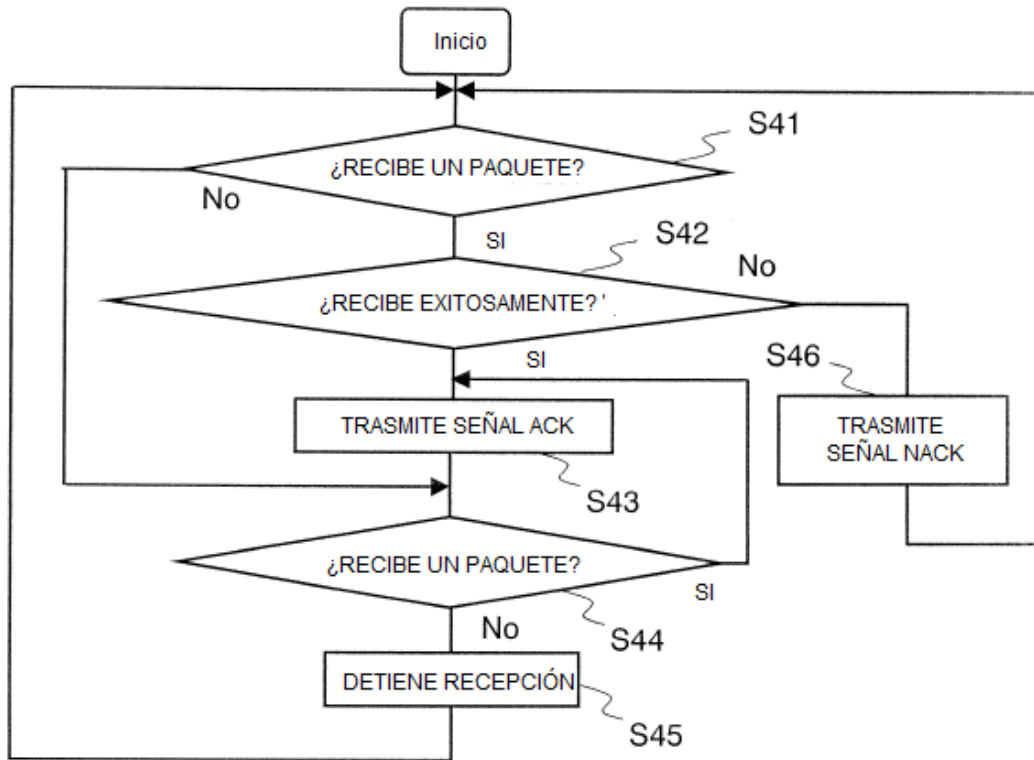 Inicio
S41
¿RECIBE UN PAQUETE?
No
SI
S42
No
¿RECIBE EXITOSAMENTE? '
SI
S46
TRASMITE SEÑAL ACK
TRASMITE
SEÑAL NACK
S43
¿RECIBE UN PAQUETE?
SI
S44
No
DETIENE RECEPCIÓN
S45